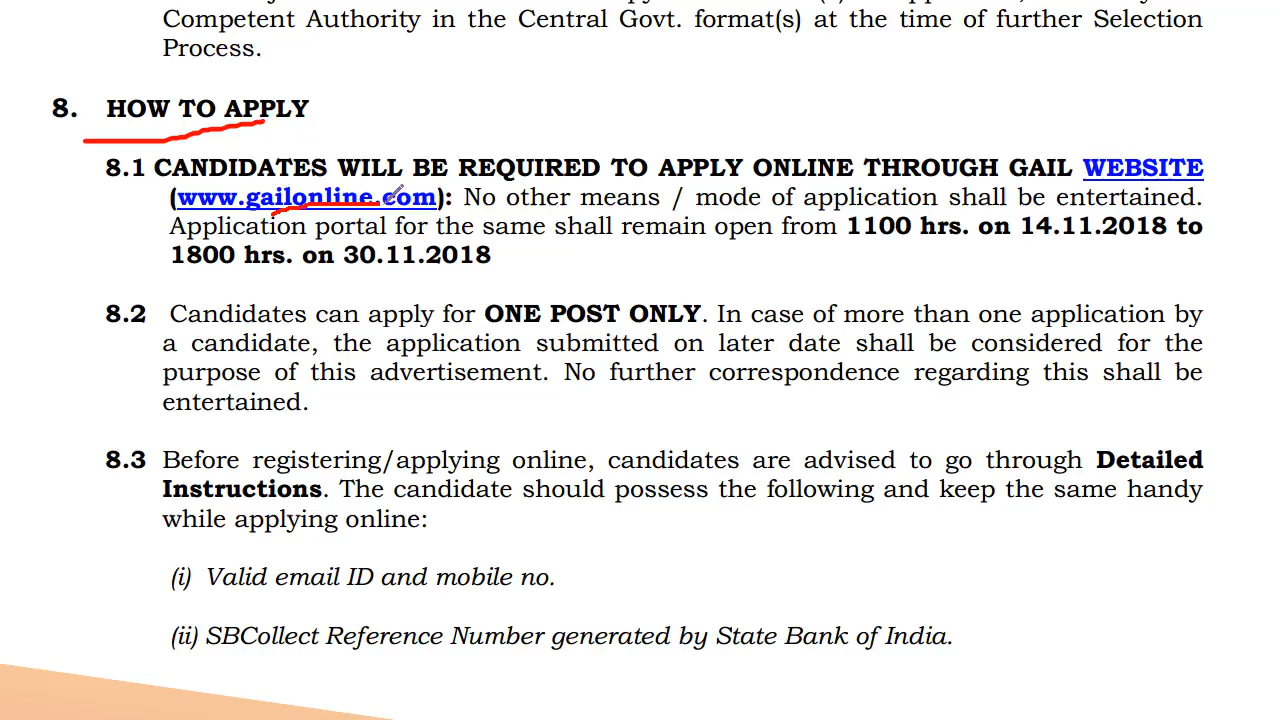 Competent Authority in the Central Govt. format(s) at the time of further Selection
Process.
8. HOW TO APPLY
8.1 CANDIDATES WILL BE REQUIRED TO APPLY ONLINE THROUGH GAIL WEBSITE
(www.gailonline.com): No other means / mode of application shall be entertained.
Application portal for the same shall remain open from 1100 hrs. on 14.11.2018 to
1800 hrs. on 30.11.2018
8.2 Candidates can apply for ONE POST ONLY. In case of more than one application by
a candidate, the application submitted on later date shall be considered for the
purpose of this advertisement. No further correspondence regarding this shall be
entertained.
8.3 Before registering/applying online, candidates are advised to go through Detailed
Instructions. The candidate should possess the following and keep the same handy
while applying online:
(i) Valid email ID and mobile no.
(ii) SBCollect Reference Number generated by State Bank of India.